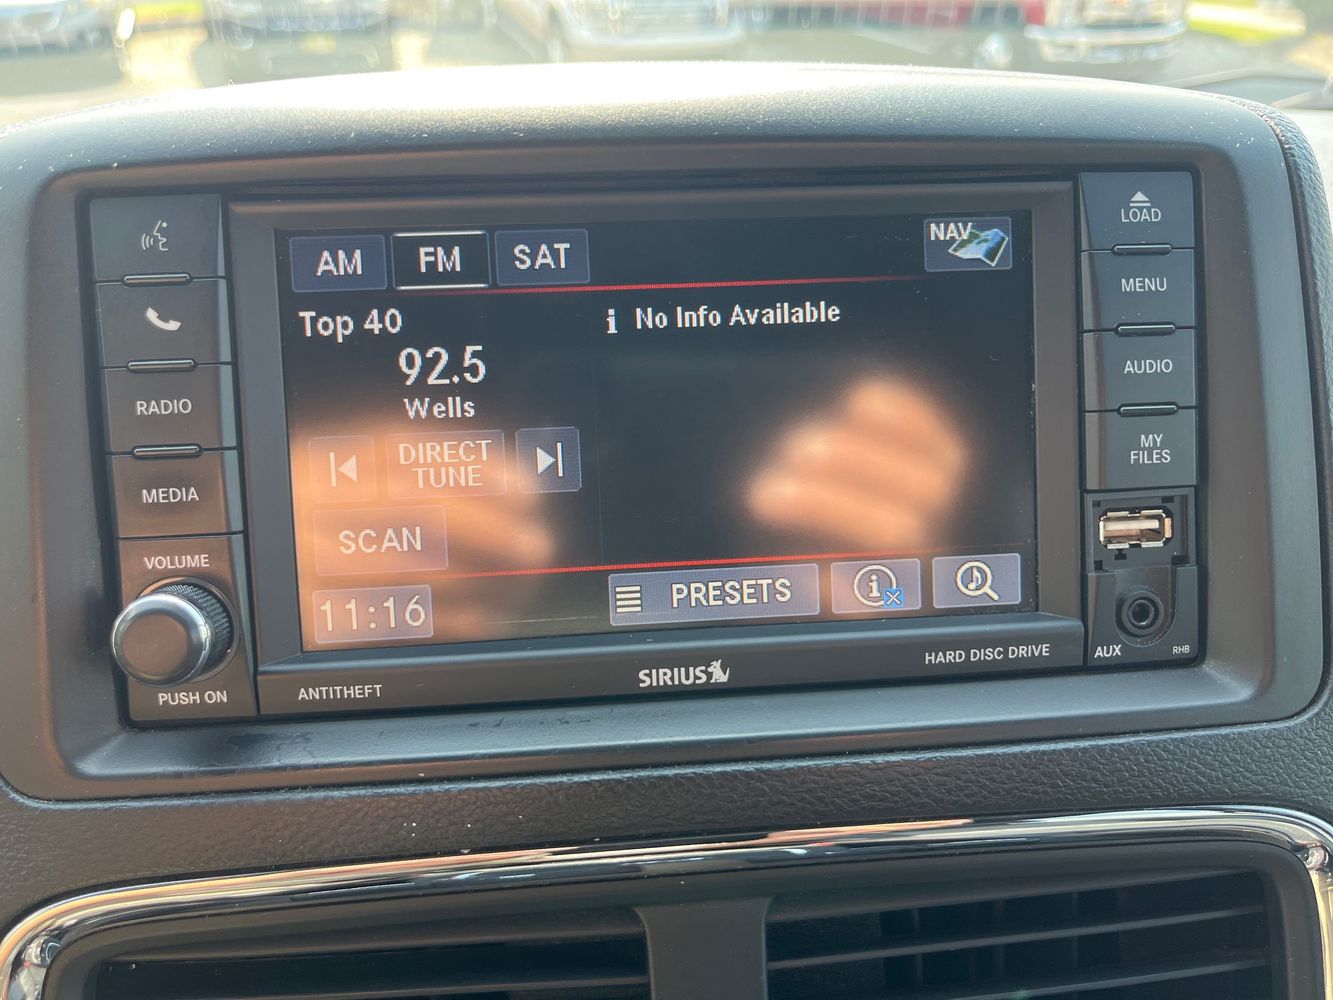 AM
FM
SAT
NAV
Top 40
92.5
Wells
i No Info Available
DIRECT
TUNE
SCAN
11:16
PRESETS
i
RADIO
MEDIA
VOLUME
PUSH ON
LOAD
MENU
AUDIO
MY
FILES
AUX
RHB
ANTITHEFT
SIRIUS
HARD DISC DRIVE